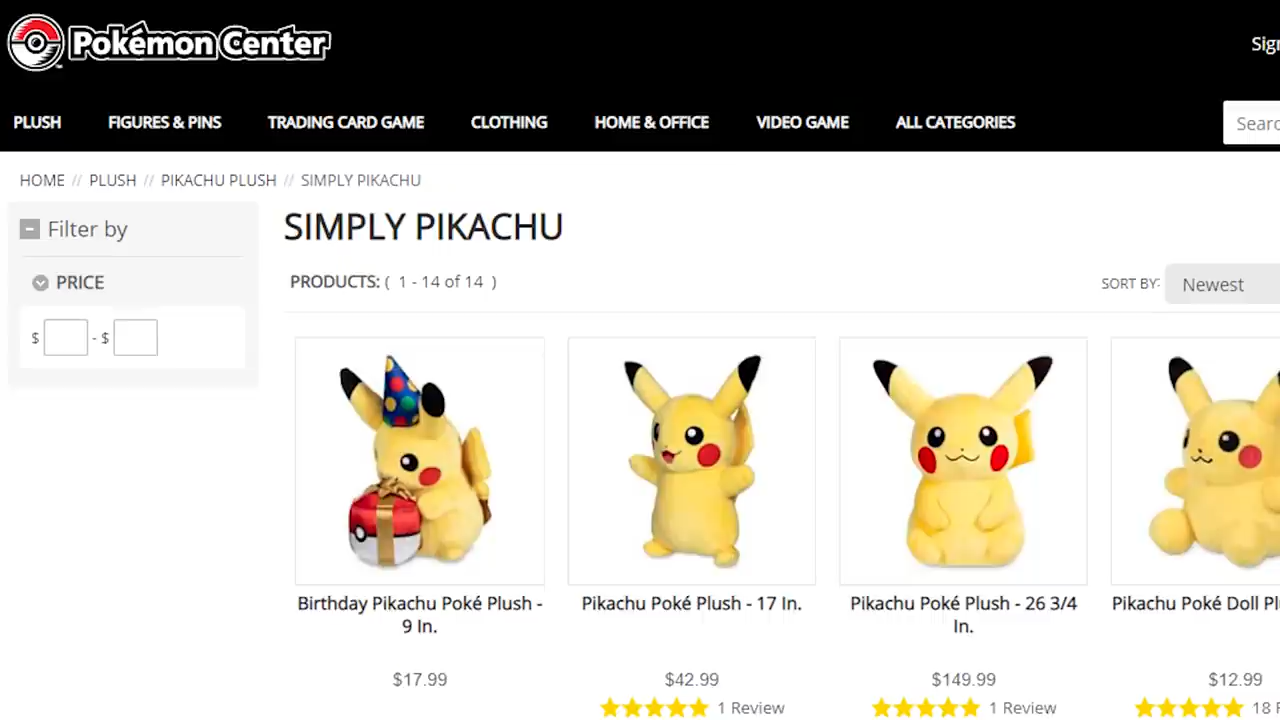 Pokémon Center
Sign
PLUSH FIGURES & PINS TRADING CARD GAME CLOTHING HOME & OFFICE VIDEO GAME ALL CATEGORIES
Searc
HOME // PLUSH // PIKACHU PLUSH // SIMPLY PIKACHU
Filter by
PRICE
$ - $
SIMPLY PIKACHU
PRODUCTS: ( 1 - 14 of 14 )
SORT BY: Newest
Birthday Pikachu Poké Plush -
9 In.
$17.99
Pikachu Poké Plush - 17 In.
$42.99
1 Review
Pikachu Poké Plush - 26 3/4
In.
$149.99
1 Review
Pikachu Poké Doll Pl
$12.99
18